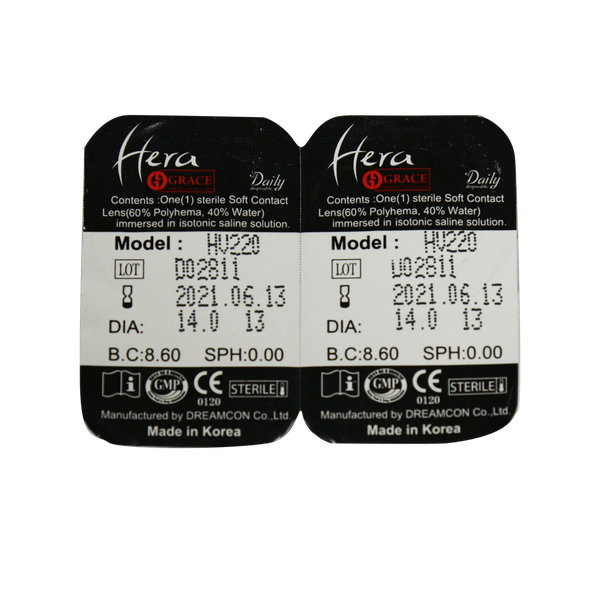 Hera
GRACE
Daily
disposable
Contents :One(1) sterile Soft Contact
Lens(60% Polyhema, 40% Water)
immersed in isotonic saline solution.
Model : HV220
LOT D02811
2021.06.13
DIA: 14.0 13
B.C:8.60 SPH:0.00
i GMP CE 0120 STERILE
Manufactured by DREAMCON Co.,Ltd.
Made in Korea
Hera
GRACE
Daily
disposable
Contents :One(1) sterile Soft Contact
Lens(60% Polyhema, 40% Water)
immersed in isotonic saline solution.
Model : HV220
LOT 002811
2021.06.13
DIA: 14.0 13
B.C:8.60 SPH:0.00
i GMP CE 0120 STERILE
Manufactured by DREAMCON Co.,Ltd.
Made in Korea